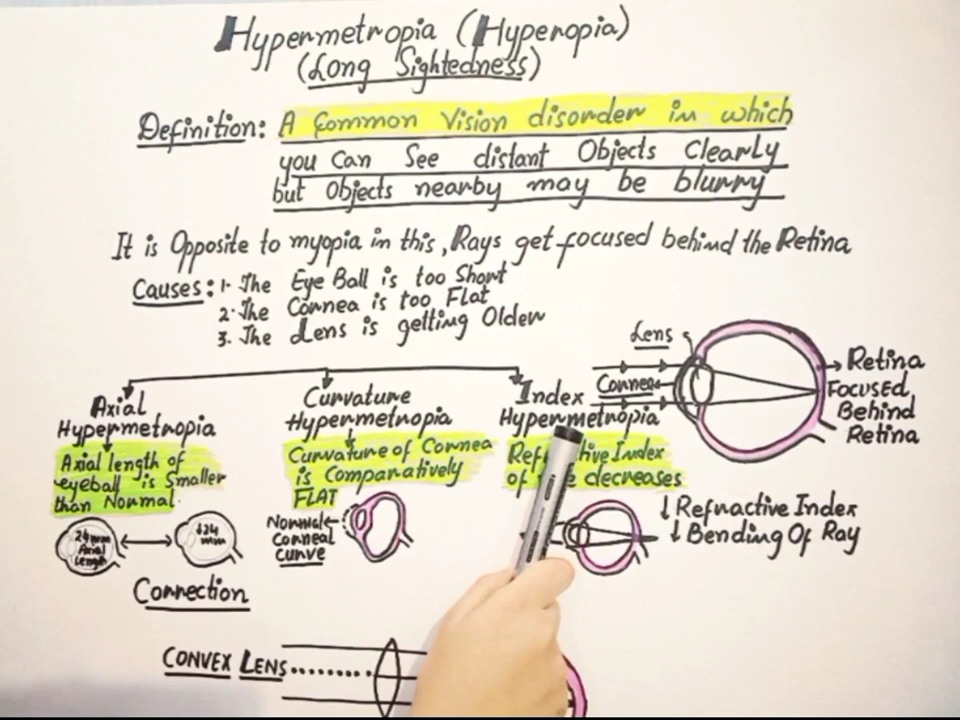 Hypermetropia (Hyperopia)
(Long Sightedness)
Definition: A Common Vision disorder in which
you Can See distant Objects Clearly
but Objects nearby may be blurry
It is Opposite to myopia in this, Rays get focused behind the Retina
Causes: 1. The Eye Ball is too Short
2. The Cornea is too Flat
3. The Lens is getting Older
Lens
Cornea
Retina
FOCUSED
Behind
Retina
Axial
Hypermetropia
Axial length of
eyeball is Smaller
than Normal.
24mm
Axial
Length
↓24
mm
Curvature
Hypermetropia
Curvature of Cornea
is Comparatively
FLAT
Normal
Corneal
Curve
Index
Hypermetropia
Index
of decreases
↓ Refractive Index
↓ Bending Of Ray
Connection
CONVEX LENS